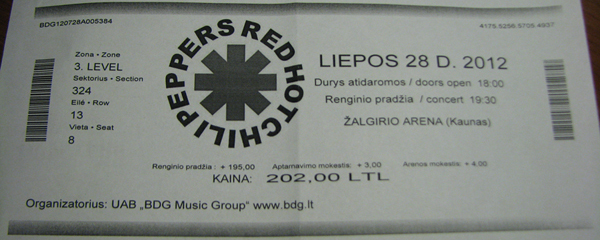 BDG120728A005384
4175.5256.5705.4937
Zona • Zone
3. LEVEL
Sektorius • Section
324
Eilė • Row
13
Vieta • Seat
8
RED HOT CHILI PEPPERS
LIEPOS 28 D. 2012
Durys atidaromos / doors open 18:00
Renginio pradžia / concert 19:30
ŽALGIRIO ARENA (Kaunas)
Renginio pradžia : + 195,00 Aptarnavimo mokestis: + 3,00 Arenos mokestis: + 4,00
KAINA: 202,00 LTL
Organizatorius: UAB „BDG Music Group" www.bdg.lt